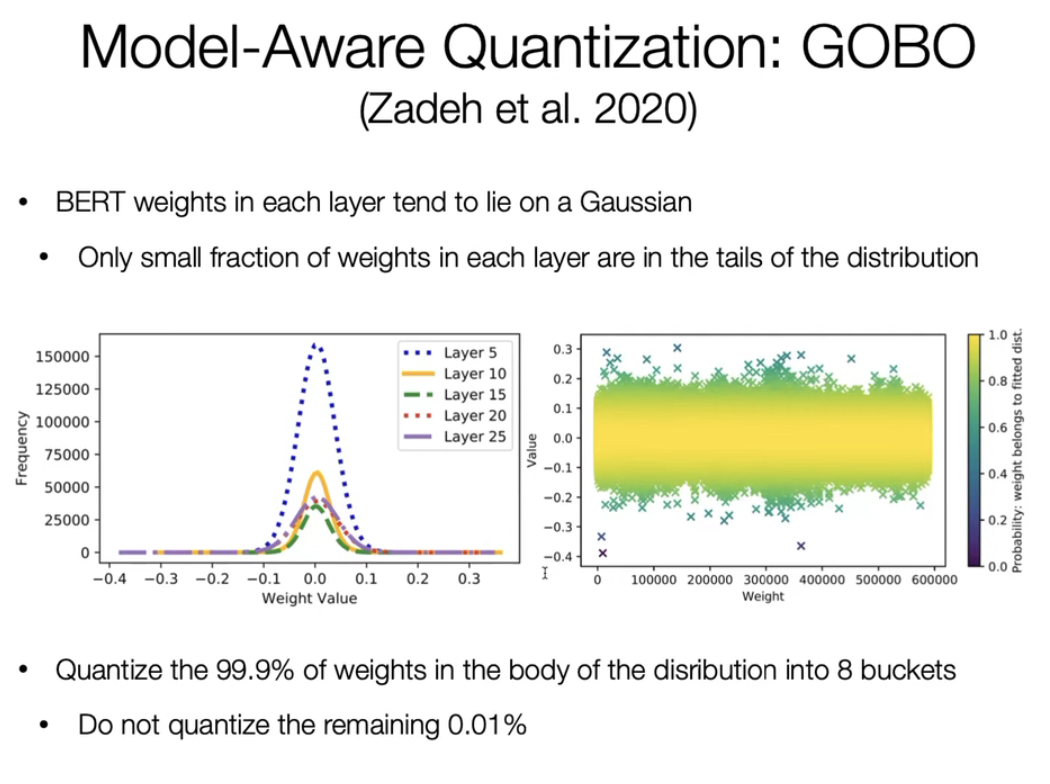 Model-Aware Quantization: GOBO
(Zadeh et al. 2020)
• BERT weights in each layer tend to lie on a Gaussian
• Only small fraction of weights in each layer are in the tails of the distribution
Frequency
150000
125000
100000
75000
50000
25000
0
−0.4 −0.3 −0.2 −0.1 0.0 0.1 0.2 0.3
Weight Value
Layer 5
Layer 10
Layer 15
Layer 20
Layer 25
Value
0.3
0.2
0.1
0.0
−0.1
−0.2
−0.3
−0.4
0 100000 200000 300000 400000 500000 600000
Weight
1.0
0.8
0.6
0.4
0.2
0.0
Probability: weight belongs to fitted dist.
• Quantize the 99.9% of weights in the body of the disribution into 8 buckets
• Do not quantize the remaining 0.01%